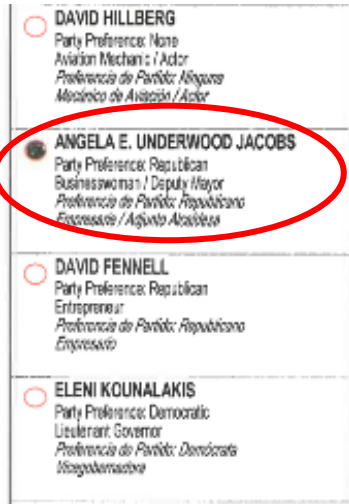 DAVID HILLBERG
Party Preference: None
Aviation Mechanic / Actor
Preferencia de Partido: Ninguna
Mecánico de Aviación / Actor
ANGELA E. UNDERWOOD JACOBS
Party Preference: Republican
Businesswoman / Deputy Mayor
Preferencia de Partido: Republicano
Empresaria / Adjunto Alcaldesa
DAVID FENNELL
Party Preference: Republican
Entrepreneur
Preferencia de Partido: Republicano
Empresario
ELENI KOUNALAKIS
Party Preference: Democratic
Lieutenant Governor
Preferencia de Partido: Demócrata
Vicegobernadora